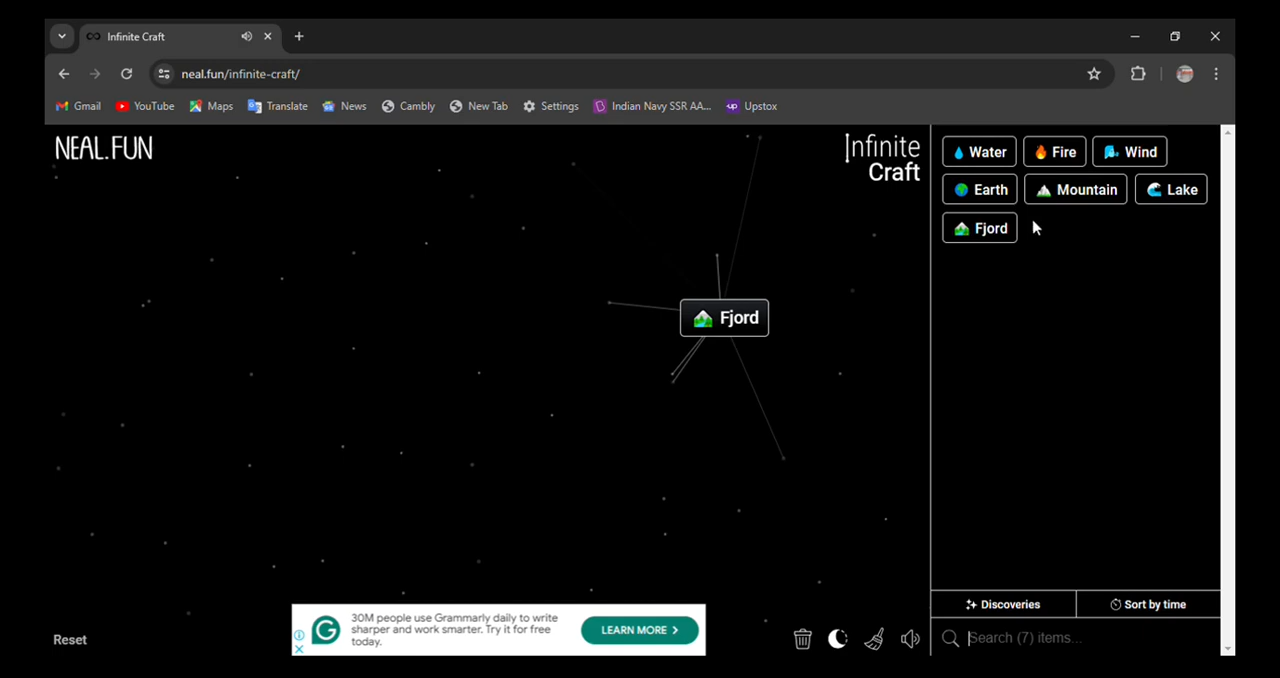 Infinite Craft
neal.fun/infinite-craft/
Gmail YouTube Maps Translate News Cambly New Tab Settings Indian Navy SSR AA... Upstox
NEAL.FUN
Infinite
Craft
Water Fire Wind
Earth Mountain Lake
Fjord
Fjord
30M people use Grammarly daily to write
sharper and work smarter. Try it for free
today.
LEARN MORE
Reset
Discoveries Sort by time
Search (7) items...